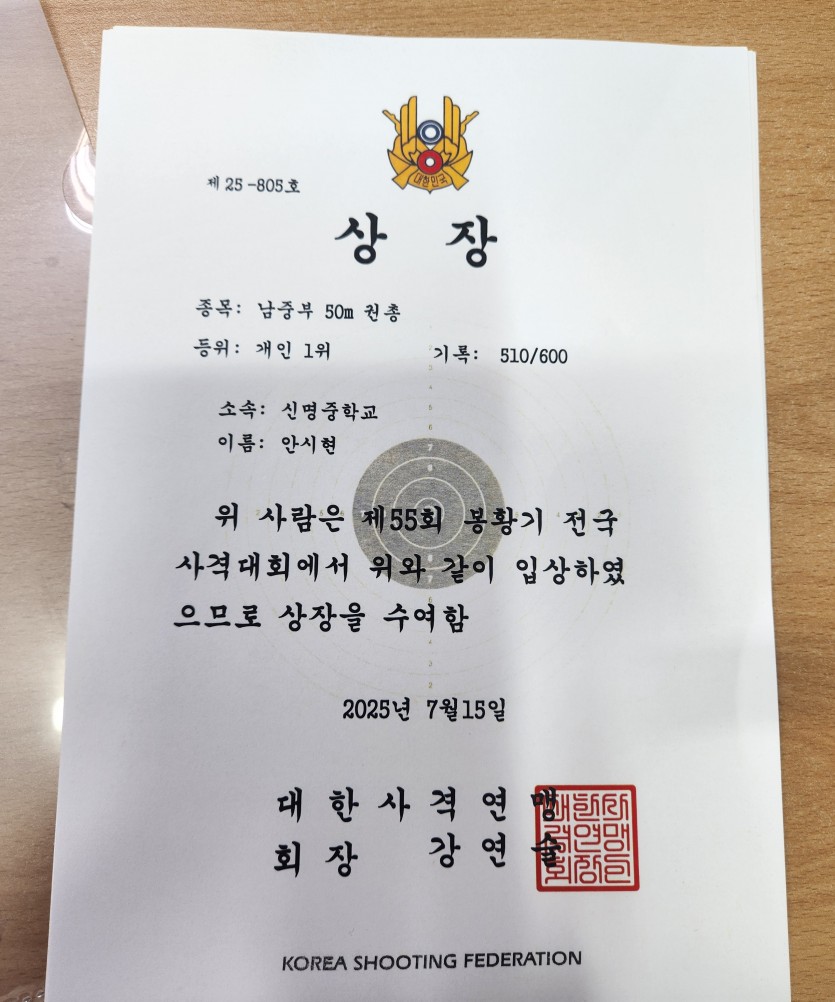 대한민국
제 25-805호
상 장
종목: 남중부 50m 권총
등위: 개인 1위 기록: 510/600
소속: 신명중학교
이름: 안시현
위 사람은 제55회 봉황기 전국
사격대회에서 위와 같이 입상하였
으므로 상장을 수여함
2025년 7월15일
대한사격연맹
회장 강연술
KOREA SHOOTING FEDERATION